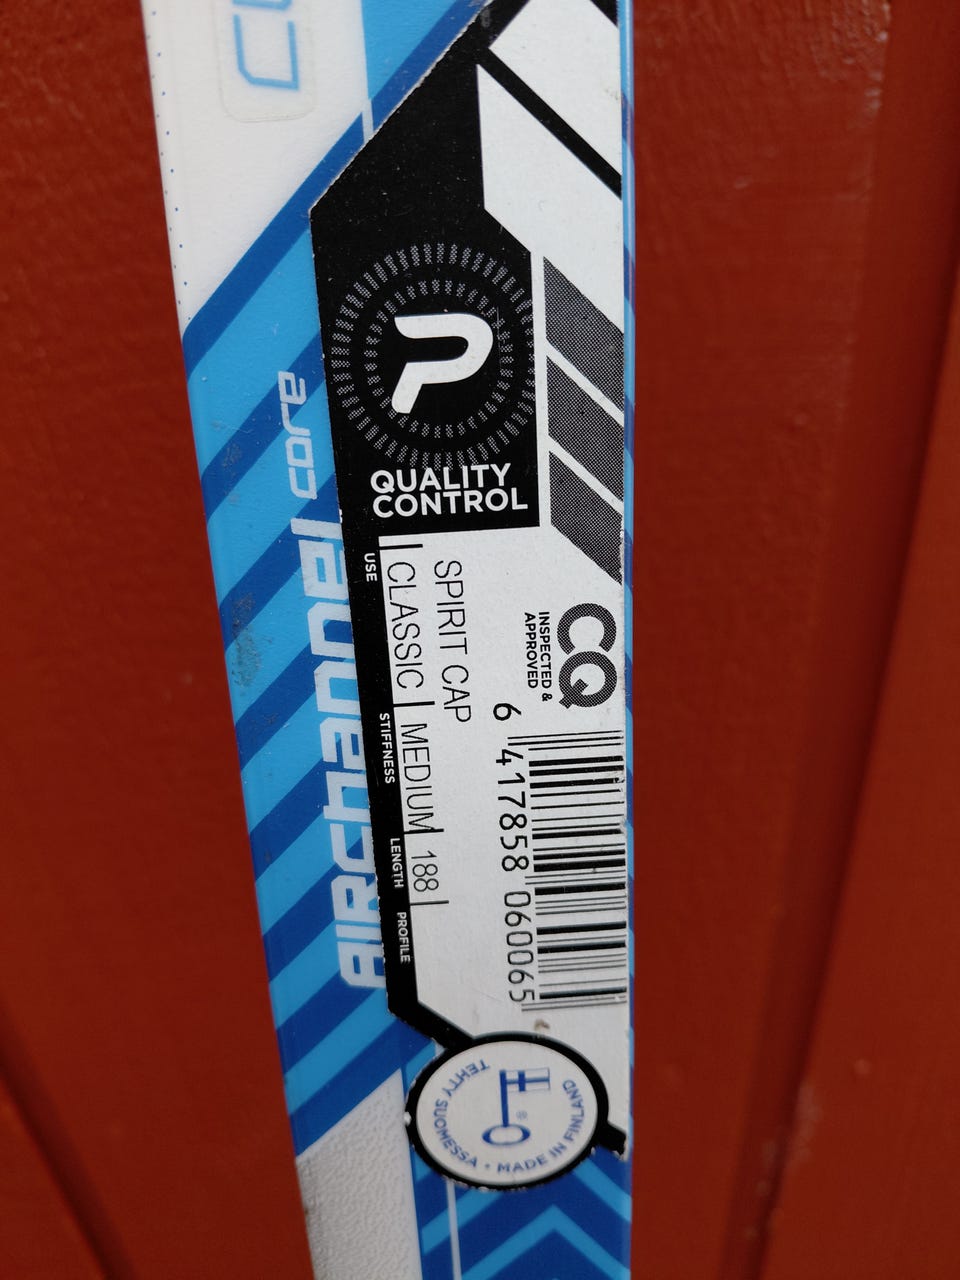 P
QUALITY
CONTROL
AIRchannel core
SPIRIT CAP
USE
CLASSIC
STIFFNESS
MEDIUM
LENGTH
188
PROFILE
CQ
INSPECTED &
APPROVED
6 417858 060065
TEHTY SUOMESSA • MADE IN FINLAND
®